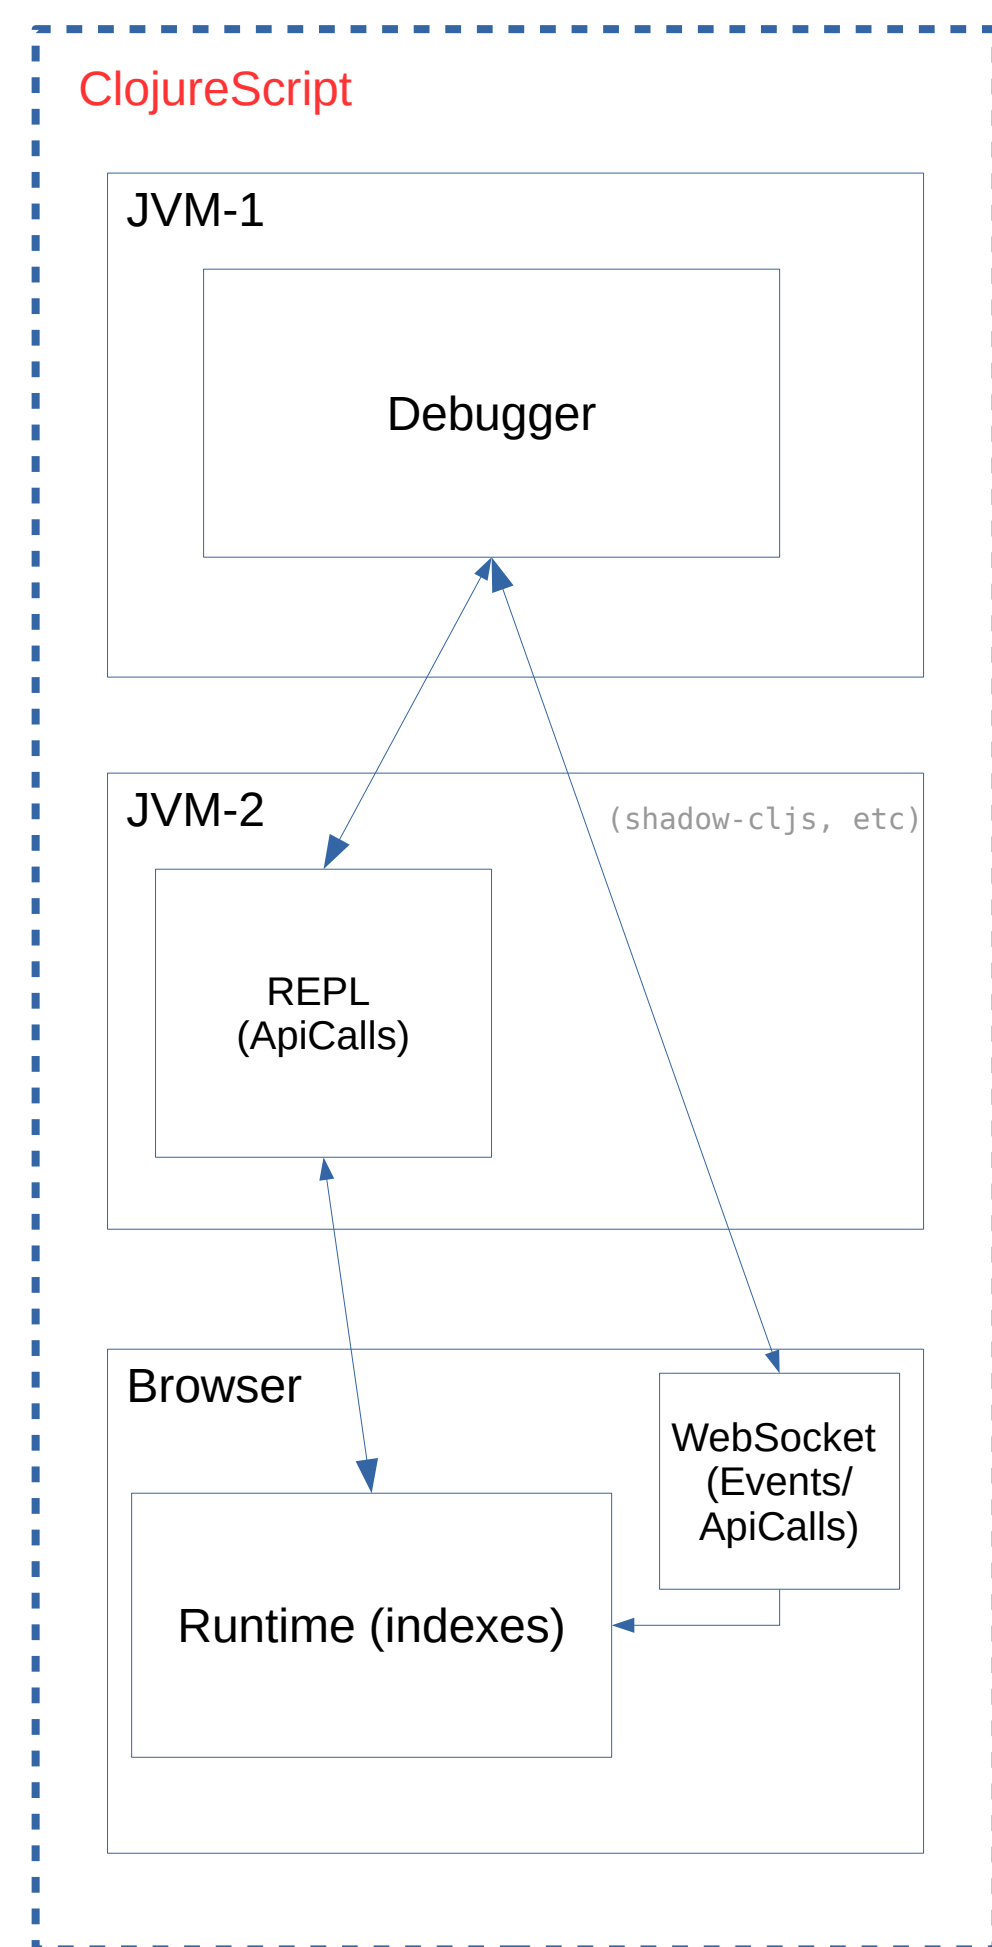 ClojureScript
JVM-1
Debugger
JVM-2
(shadow-cljs, etc)
REPL
(ApiCalls)
Browser
WebSocket
(Events/
ApiCalls)
Runtime (indexes)